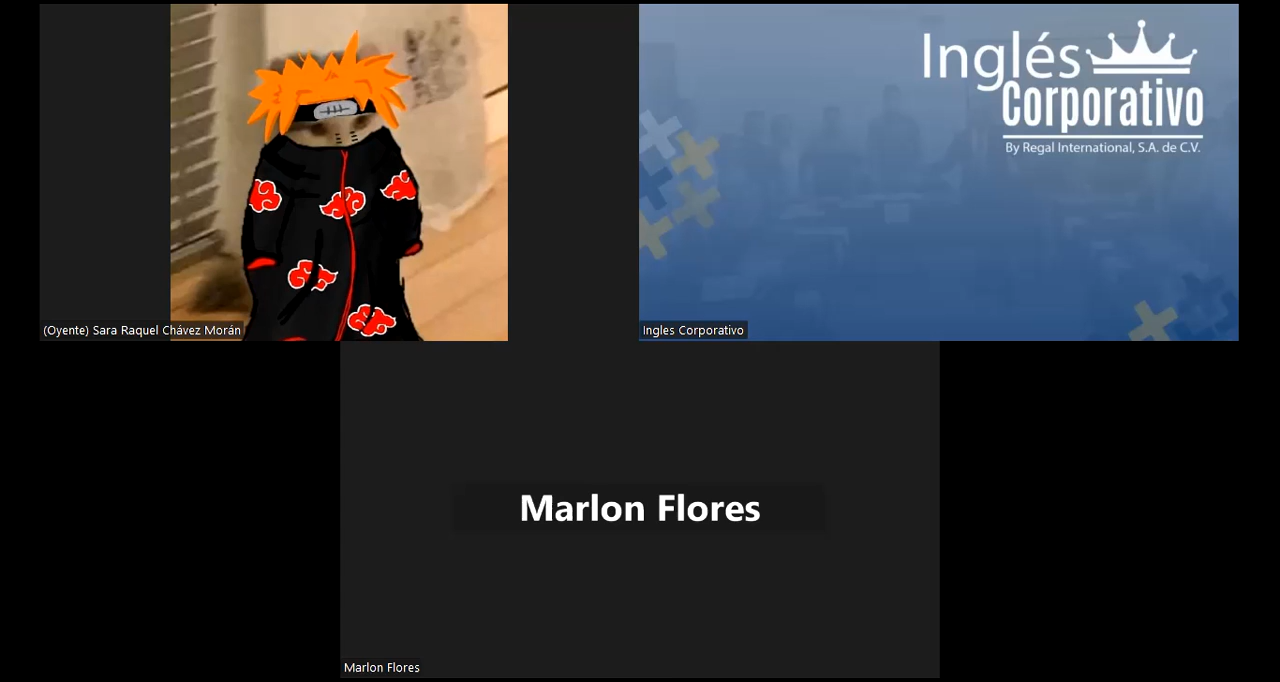 Inglés
Corporativo
By Regal International, S.A. de C.V.
(Oyente) Sara Raquel Chávez Morán
Ingles Corporativo
Marlon Flores
Marlon Flores